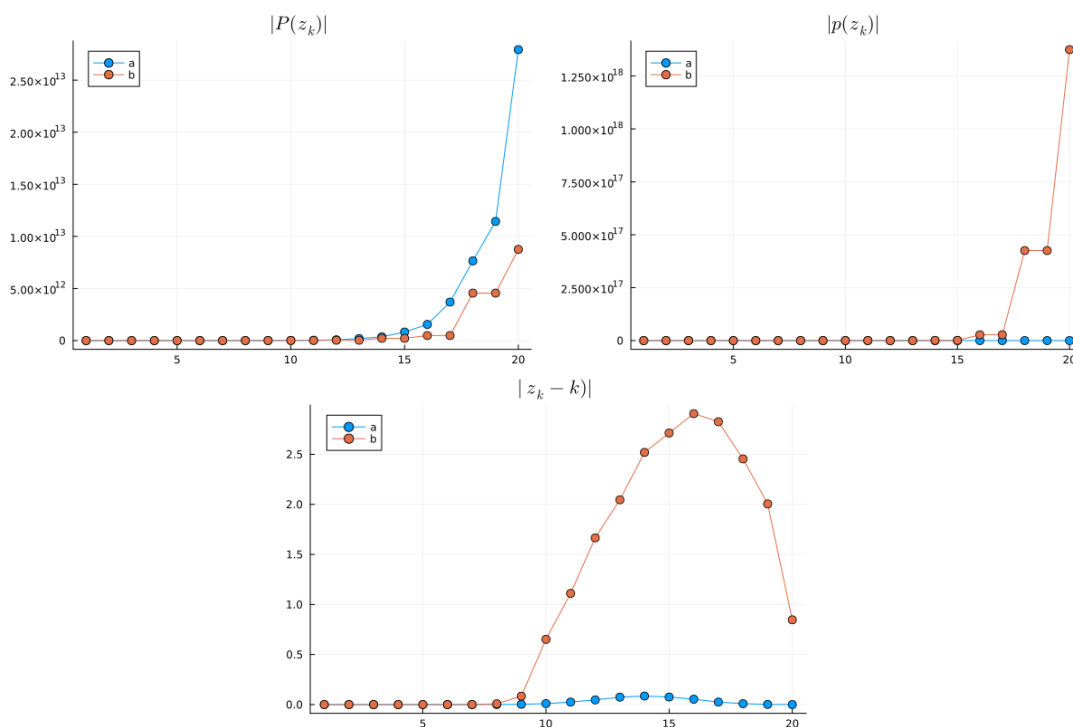 |P(z_k)|
a
b
2.50×10^13
2.00×10^13
1.50×10^13
1.00×10^13
5.00×10^12
0
5 10 15 20
|p(z_k)|
a
b
1.250×10^18
1.000×10^18
7.500×10^17
5.000×10^17
2.500×10^17
0
5 10 15 20
| z_k − k)|
a
b
2.5
2.0
1.5
1.0
0.5
0.0
5 10 15 20